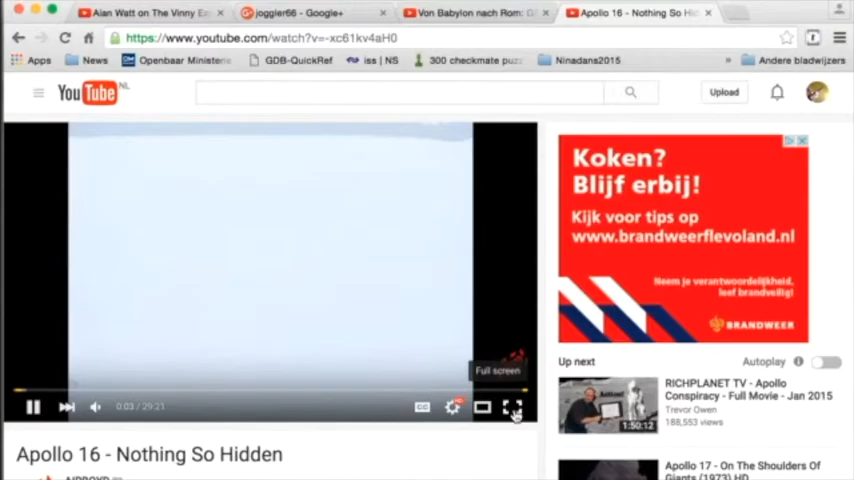 Alan Watt on The Vinny Ea
joggler66 - Google+
Von Babylon nach Rom: G
Apollo 16 - Nothing So Hid
https://www.youtube.com/watch?v=-xc61kv4aH0
Apps
News
Openbaar Ministerie
GDB-QuickRef
iss | NS
300 checkmate puzz
Ninadans2015
»
Andere bladwijzers
YouTube NL
Upload
Koken?
Blijf erbij!
Kijk voor tips op
www.brandweerflevoland.nl
Neem je verantwoordelijkheid,
leef brandveilig!
BRANDWEER
Full screen
0:03 / 29:21
CC
HD
Up next
Autoplay
RICHPLANET TV - Apollo
Conspiracy - Full Movie - Jan 2015
Trevor Owen
188,553 views
1:50:12
Apollo 16 - Nothing So Hidden
Apollo 17 - On The Shoulders Of
Giants (1973) HD